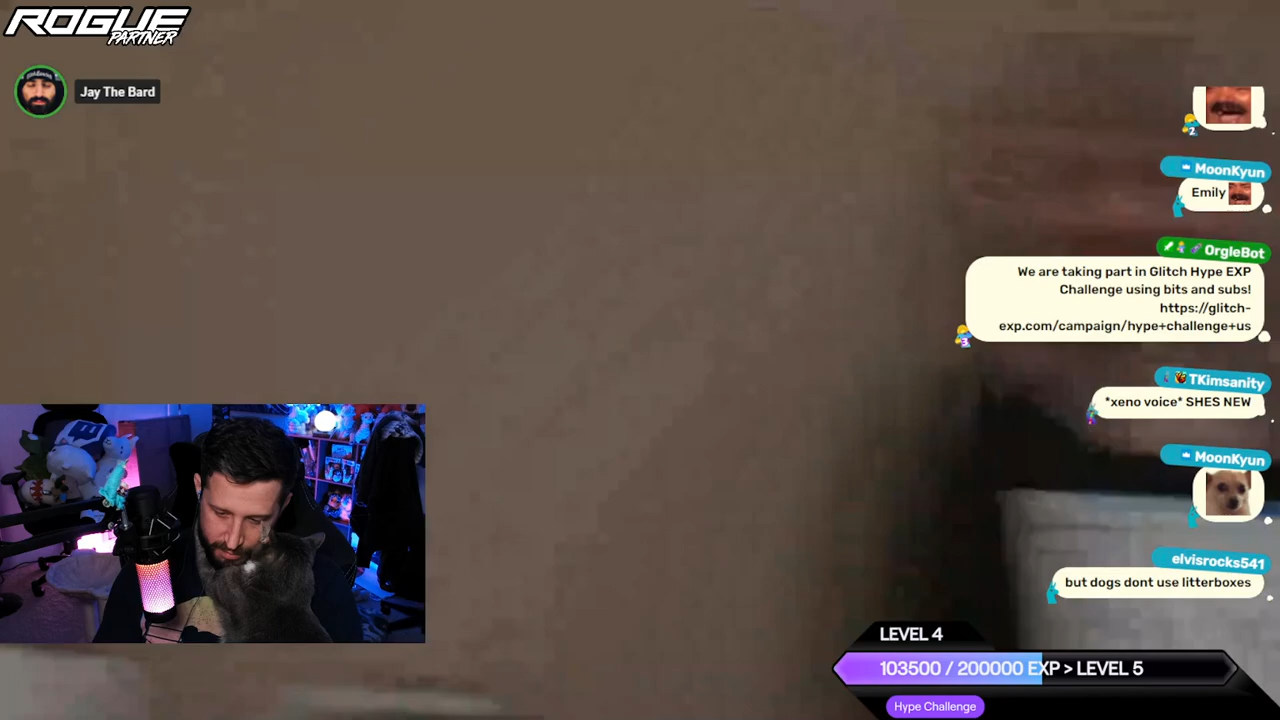 ROGUE
PARTNER
Jay The Bard
2
MoonKyun
Emily
OrgleBot
We are taking part in Glitch Hype EXP
Challenge using bits and subs!
https://glitch-
exp.com/campaign/hype+challenge+us
3
TKimsanity
*xeno voice* SHES NEW
MoonKyun
elvisrocks541
but dogs dont use litterboxes
LEVEL 4
103500 / 200000 EXP > LEVEL 5
Hype Challenge